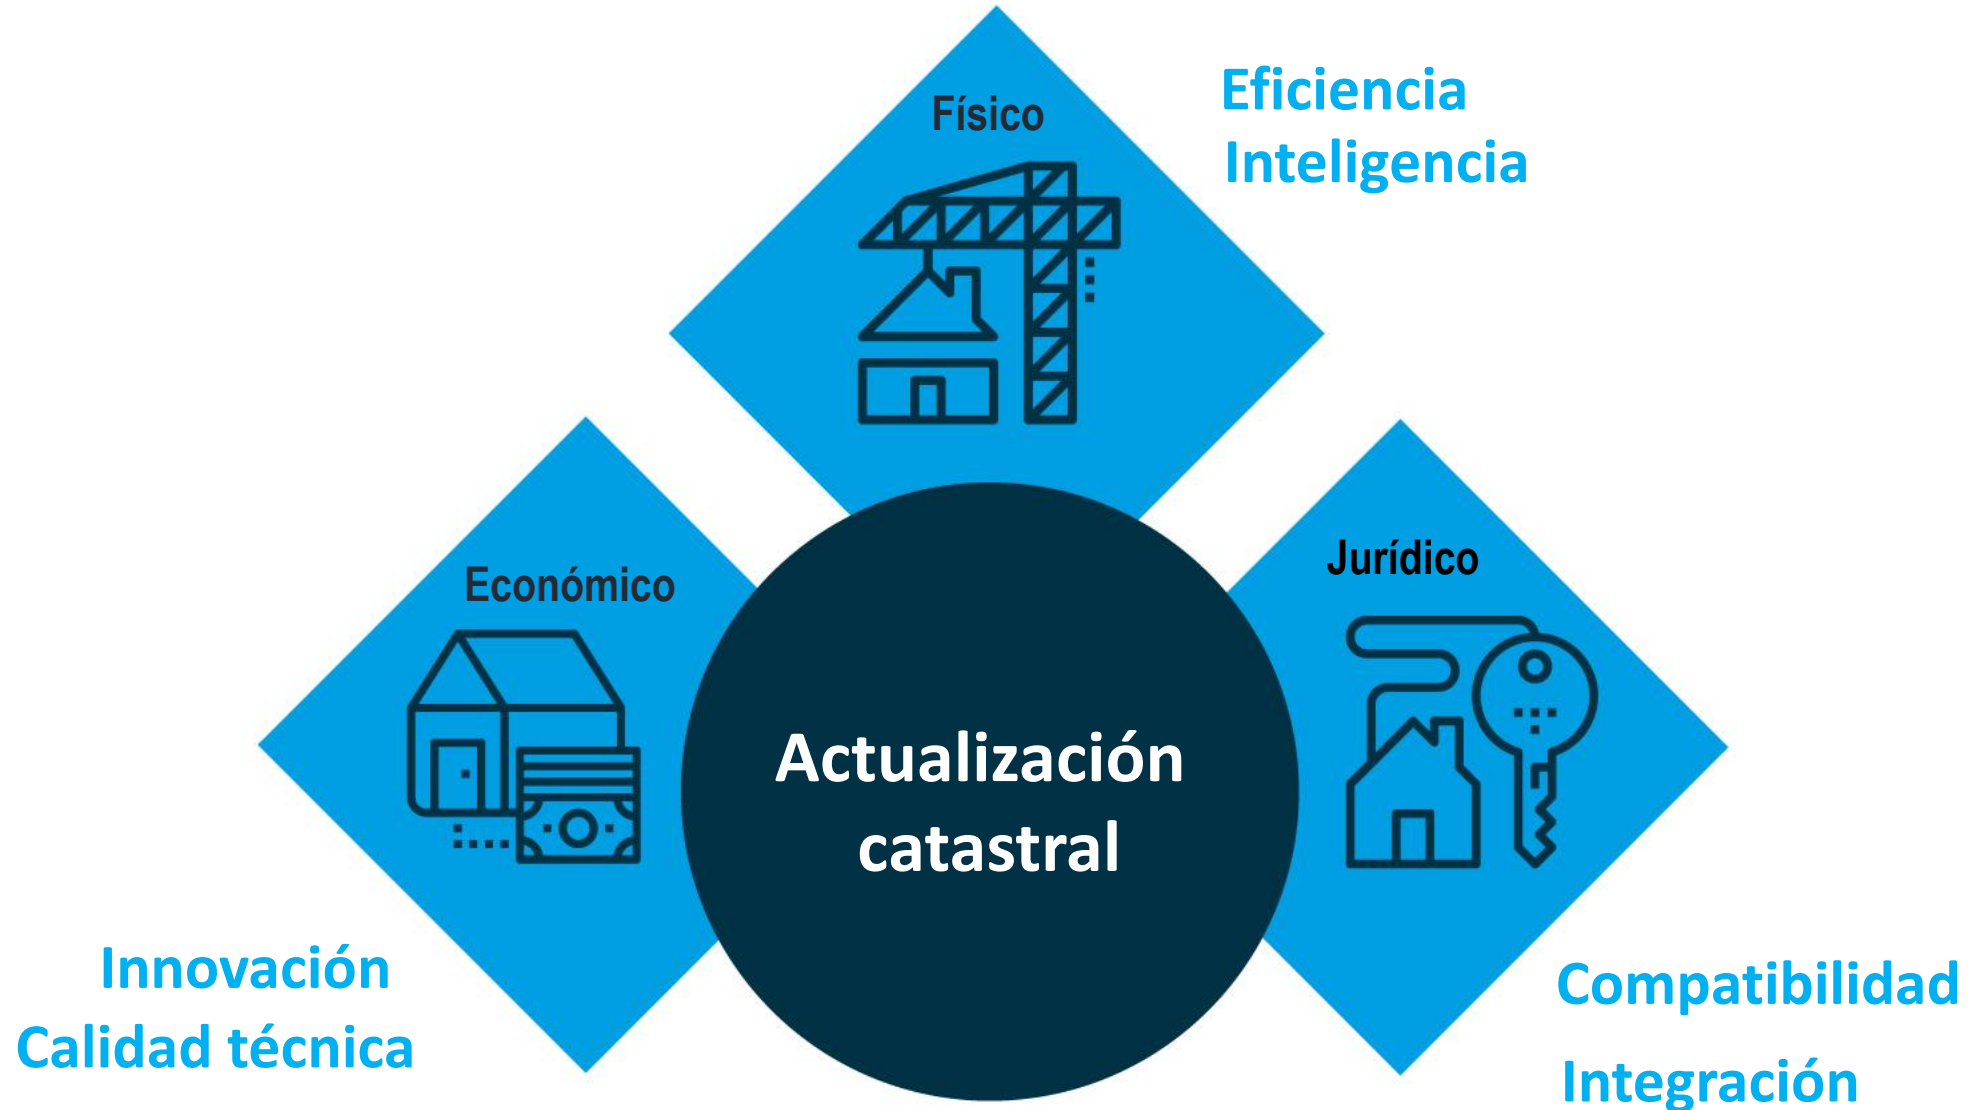 Físico
Eficiencia
Inteligencia
Económico
Jurídico
Actualización
catastral
Innovación
Calidad técnica
Compatibilidad
Integración